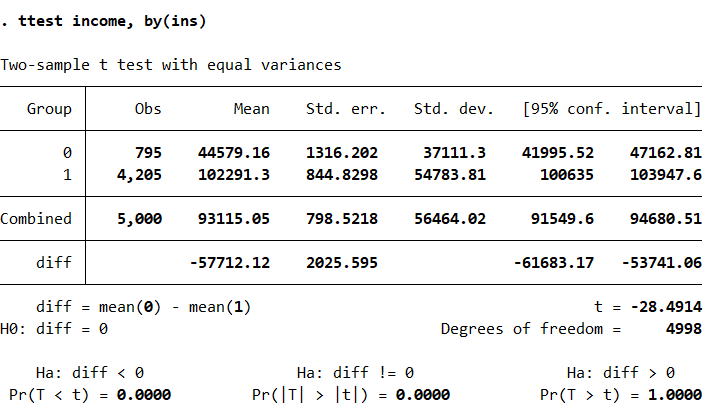 . ttest income, by(ins)
Two-sample t test with equal variances
Group Obs Mean Std. err. Std. dev. [95% conf. interval]
0 795 44579.16 1316.202 37111.3 41995.52 47162.81
1 4,205 102291.3 844.8298 54783.81 100635 103947.6
Combined 5,000 93115.05 798.5218 56464.02 91549.6 94680.51
diff -57712.12 2025.595 -61683.17 -53741.06
diff = mean(0) - mean(1) t = -28.4914
H0: diff = 0 Degrees of freedom = 4998
Ha: diff < 0 Ha: diff != 0 Ha: diff > 0
Pr(T < t) = 0.0000 Pr(|T| > |t|) = 0.0000 Pr(T > t) = 1.0000